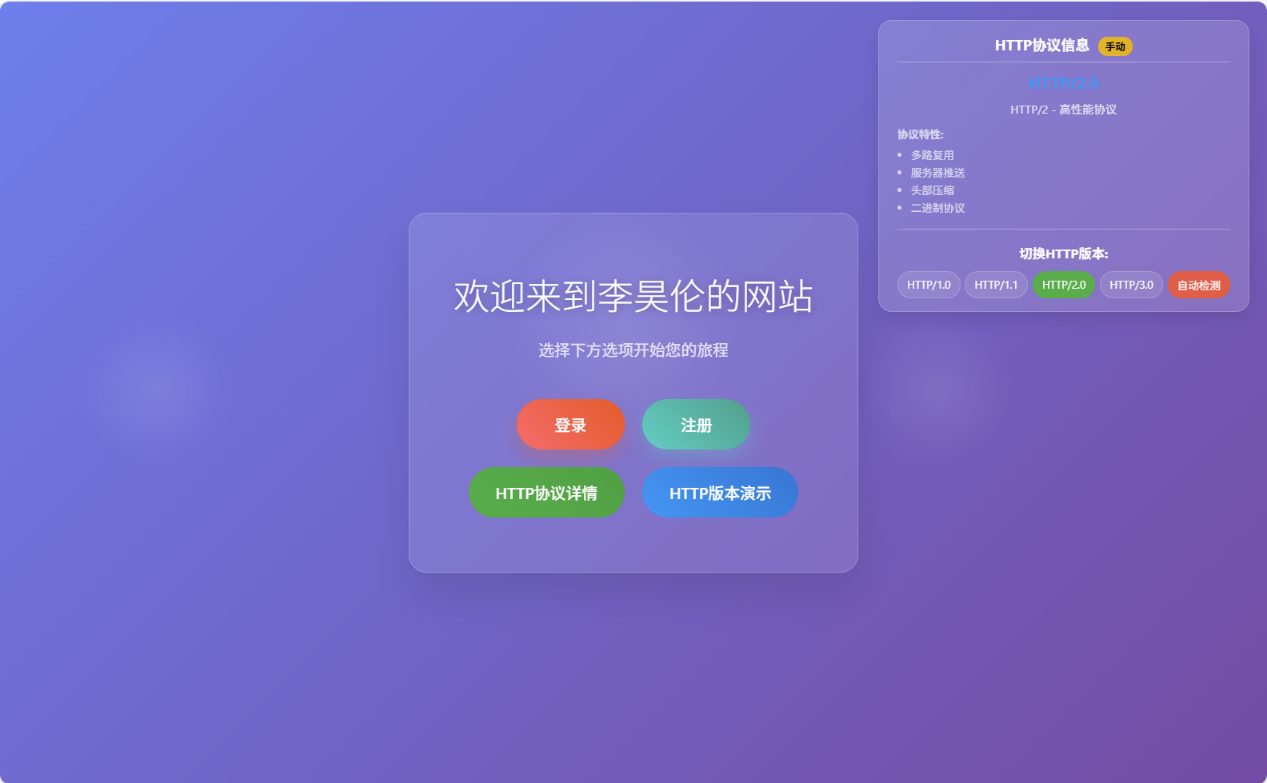 HTTP协议信息 手动
HTTP/2.0
HTTP/2 - 高性能协议
协议特性:
多路复用
服务器推送
头部压缩
二进制协议
切换HTTP版本:
HTTP/1.0 HTTP/1.1 HTTP/2.0 HTTP/3.0 自动检测
欢迎来到李昊伦的网站
选择下方选项开始您的旅程
登录 注册
HTTP协议详情 HTTP版本演示